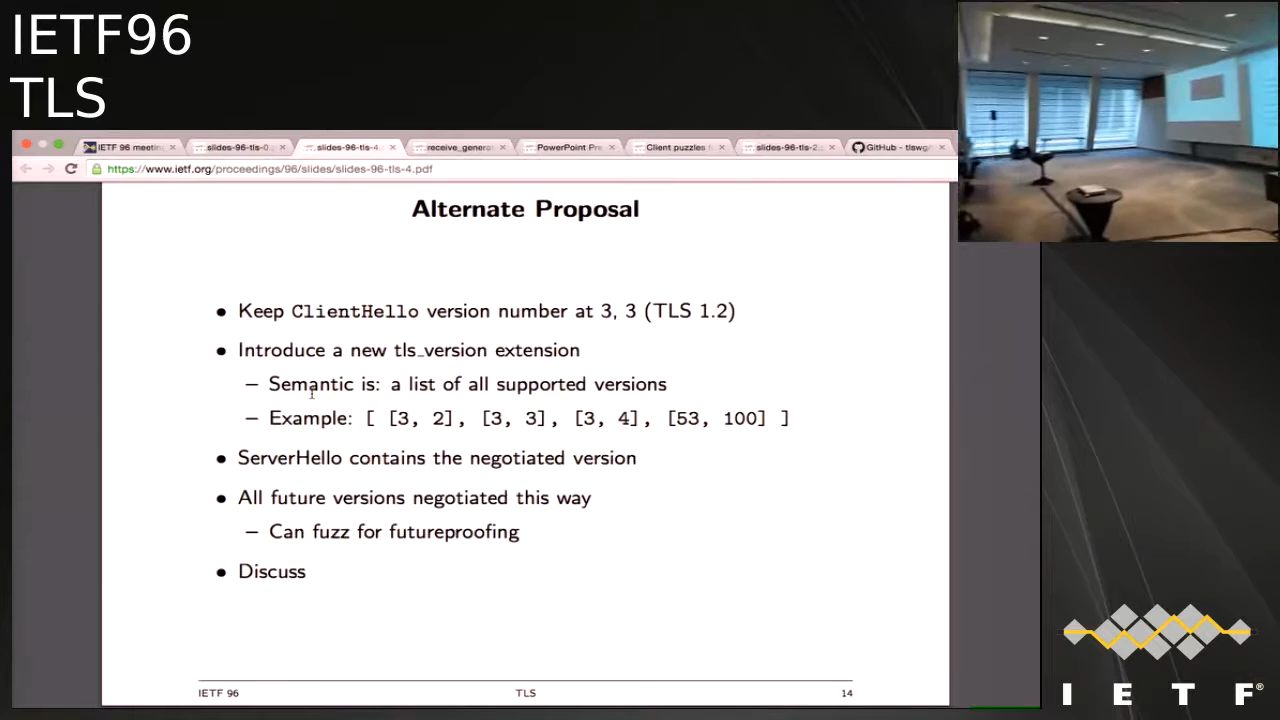 IETF96
TLS
IETF 96 meetin
slides-96-tls-0
slides-96-tls-4
receive_genera
PowerPoint Pre
Client puzzles
slides-96-tls-2
GitHub - tlswg
https://www.ietf.org/proceedings/96/slides/slides-96-tls-4.pdf
Alternate Proposal
• Keep ClientHello version number at 3, 3 (TLS 1.2)
• Introduce a new tls_version extension
– Semantic is: a list of all supported versions
– Example: [ [3, 2], [3, 3], [3, 4], [53, 100] ]
• ServerHello contains the negotiated version
• All future versions negotiated this way
– Can fuzz for futureproofing
• Discuss
IETF 96 TLS 14
I E T F®